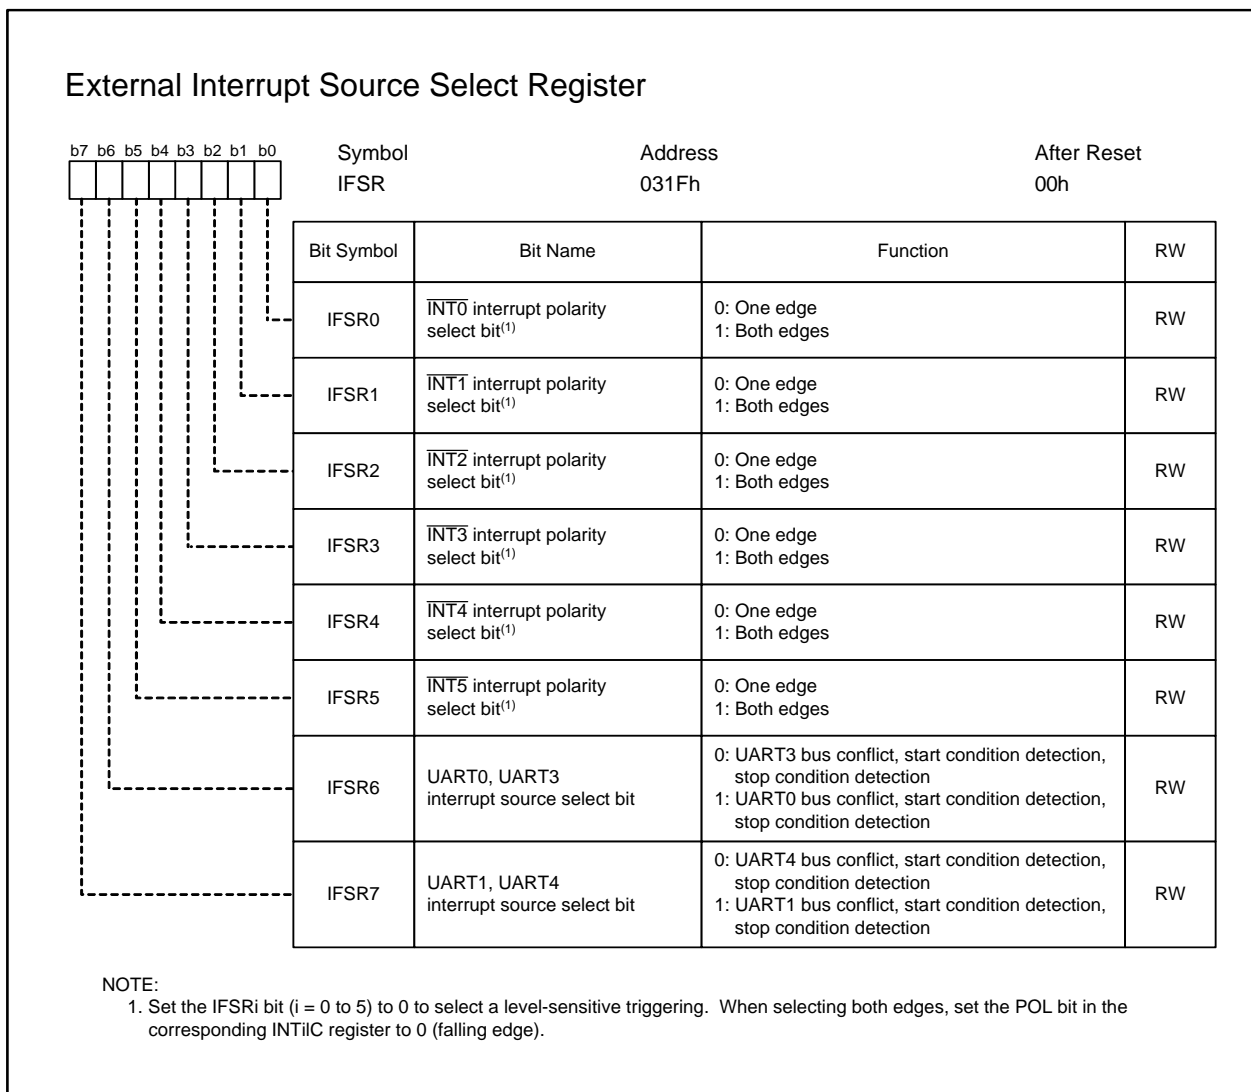 External Interrupt Source Select Register
b7 b6 b5 b4 b3 b2 b1 b0
Symbol Address After Reset
IFSR 031Fh 00h
Bit Symbol Bit Name Function RW
IFSR0 INT0 interrupt polarity select bit(1) 0: One edge RW
1: Both edges
IFSR1 INT1 interrupt polarity select bit(1) 0: One edge RW
1: Both edges
IFSR2 INT2 interrupt polarity select bit(1) 0: One edge RW
1: Both edges
IFSR3 INT3 interrupt polarity select bit(1) 0: One edge RW
1: Both edges
IFSR4 INT4 interrupt polarity select bit(1) 0: One edge RW
1: Both edges
IFSR5 INT5 interrupt polarity select bit(1) 0: One edge RW
1: Both edges
IFSR6 UART0, UART3 interrupt source select bit 0: UART3 bus conflict, start condition detection, RW
stop condition detection
1: UART0 bus conflict, start condition detection,
stop condition detection
IFSR7 UART1, UART4 interrupt source select bit 0: UART4 bus conflict, start condition detection, RW
stop condition detection
1: UART1 bus conflict, start condition detection,
stop condition detection
NOTE:
1. Set the IFSRi bit (i = 0 to 5) to 0 to select a level-sensitive triggering. When selecting both edges, set the POL bit in the
corresponding INTiIC register to 0 (falling edge).